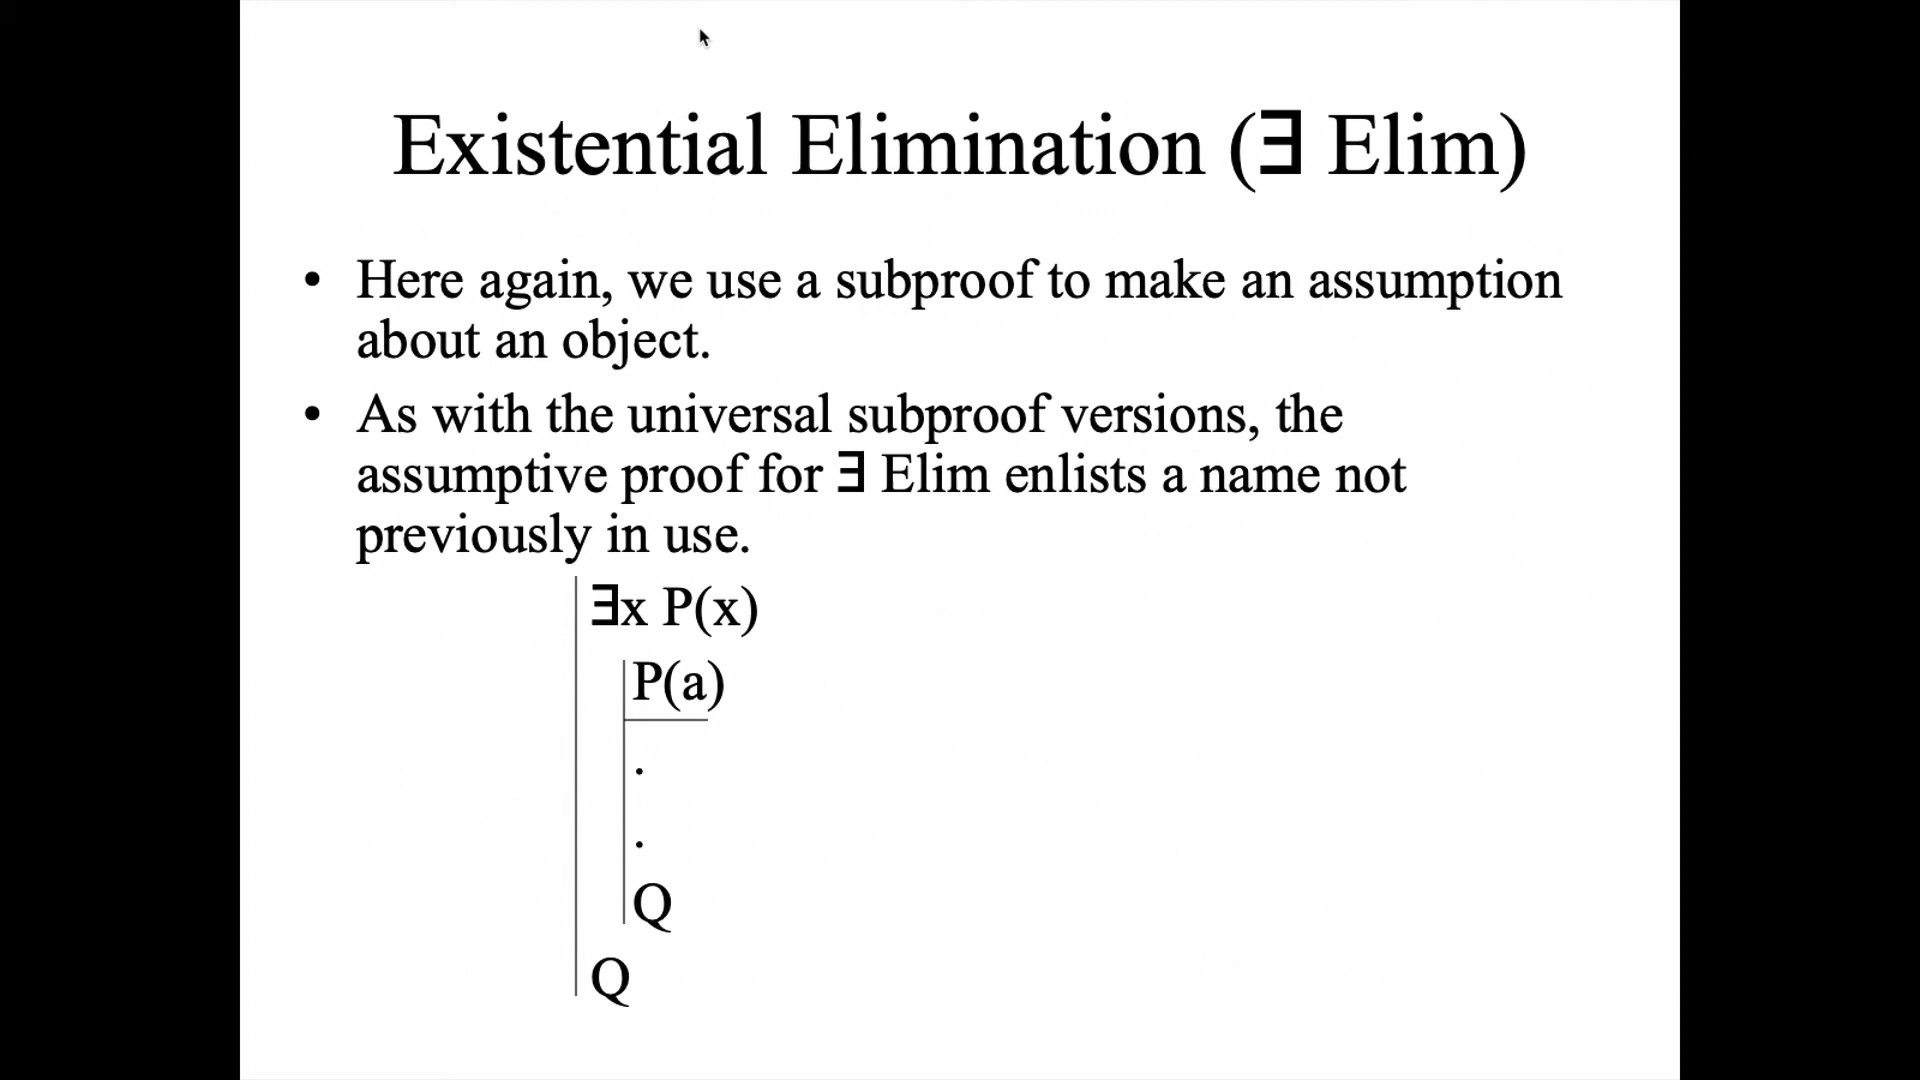 Existential Elimination (∃ Elim)
• Here again, we use a subproof to make an assumption
about an object.
• As with the universal subproof versions, the
assumptive proof for ∃ Elim enlists a name not
previously in use.
∃x P(x)
P(a)
.
.
Q
Q